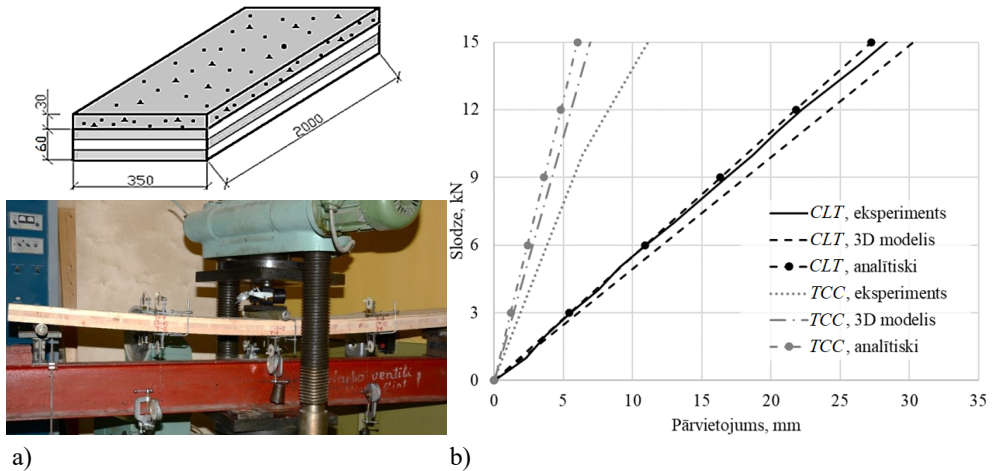 30
60
350
2000
ventīti
a)
15
12
9
6
3
0
Slodze, kN
0 5 10 15 20 25 30 35
Pārvietojums, mm
CLT, eksperiments
CLT, 3D modelis
CLT, analītiski
TCC, eksperiments
TCC, 3D modelis
TCC, analītiski
b)